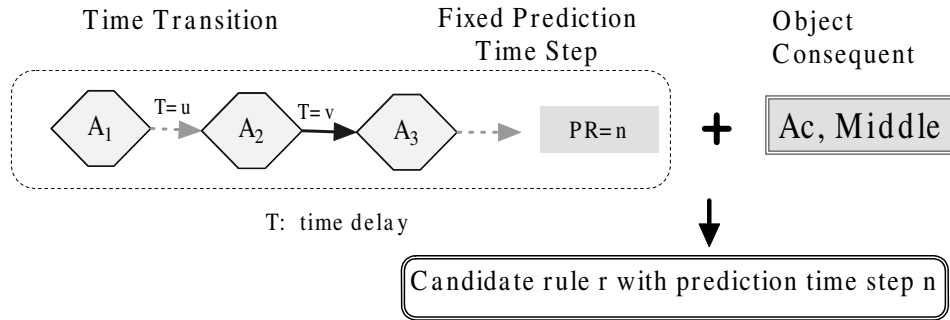 Time Transition
Fixed Prediction
Time Step
Object
Consequent
A1
T=u
A2
T=v
A3
PR=n
+
Ac, Middle
T: time delay
Candidate rule r with prediction time step n